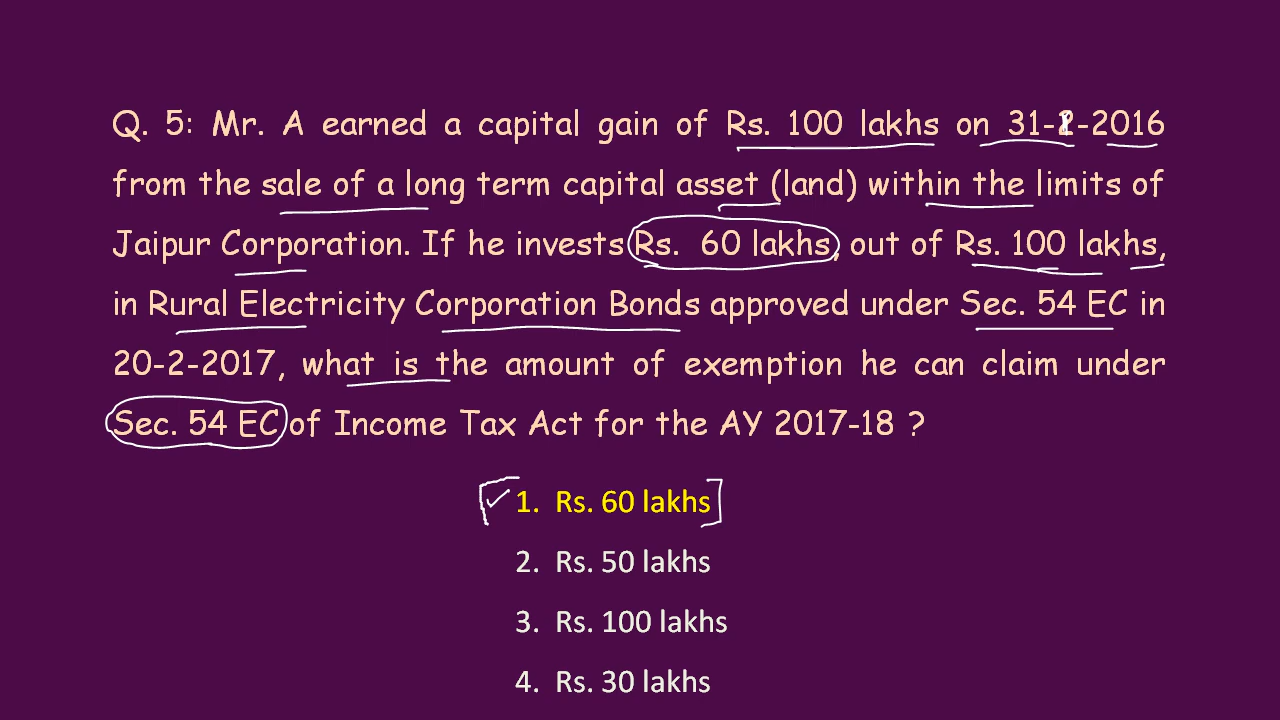 Q. 5: Mr. A earned a capital gain of Rs. 100 lakhs on 31-2-2016
from the sale of a long term capital asset (land) within the limits of
Jaipur Corporation. If he invests Rs. 60 lakhs, out of Rs. 100 lakhs,
in Rural Electricity Corporation Bonds approved under Sec. 54 EC in
20-2-2017, what is the amount of exemption he can claim under
Sec. 54 EC of Income Tax Act for the AY 2017-18 ?
1. Rs. 60 lakhs
2. Rs. 50 lakhs
3. Rs. 100 lakhs
4. Rs. 30 lakhs